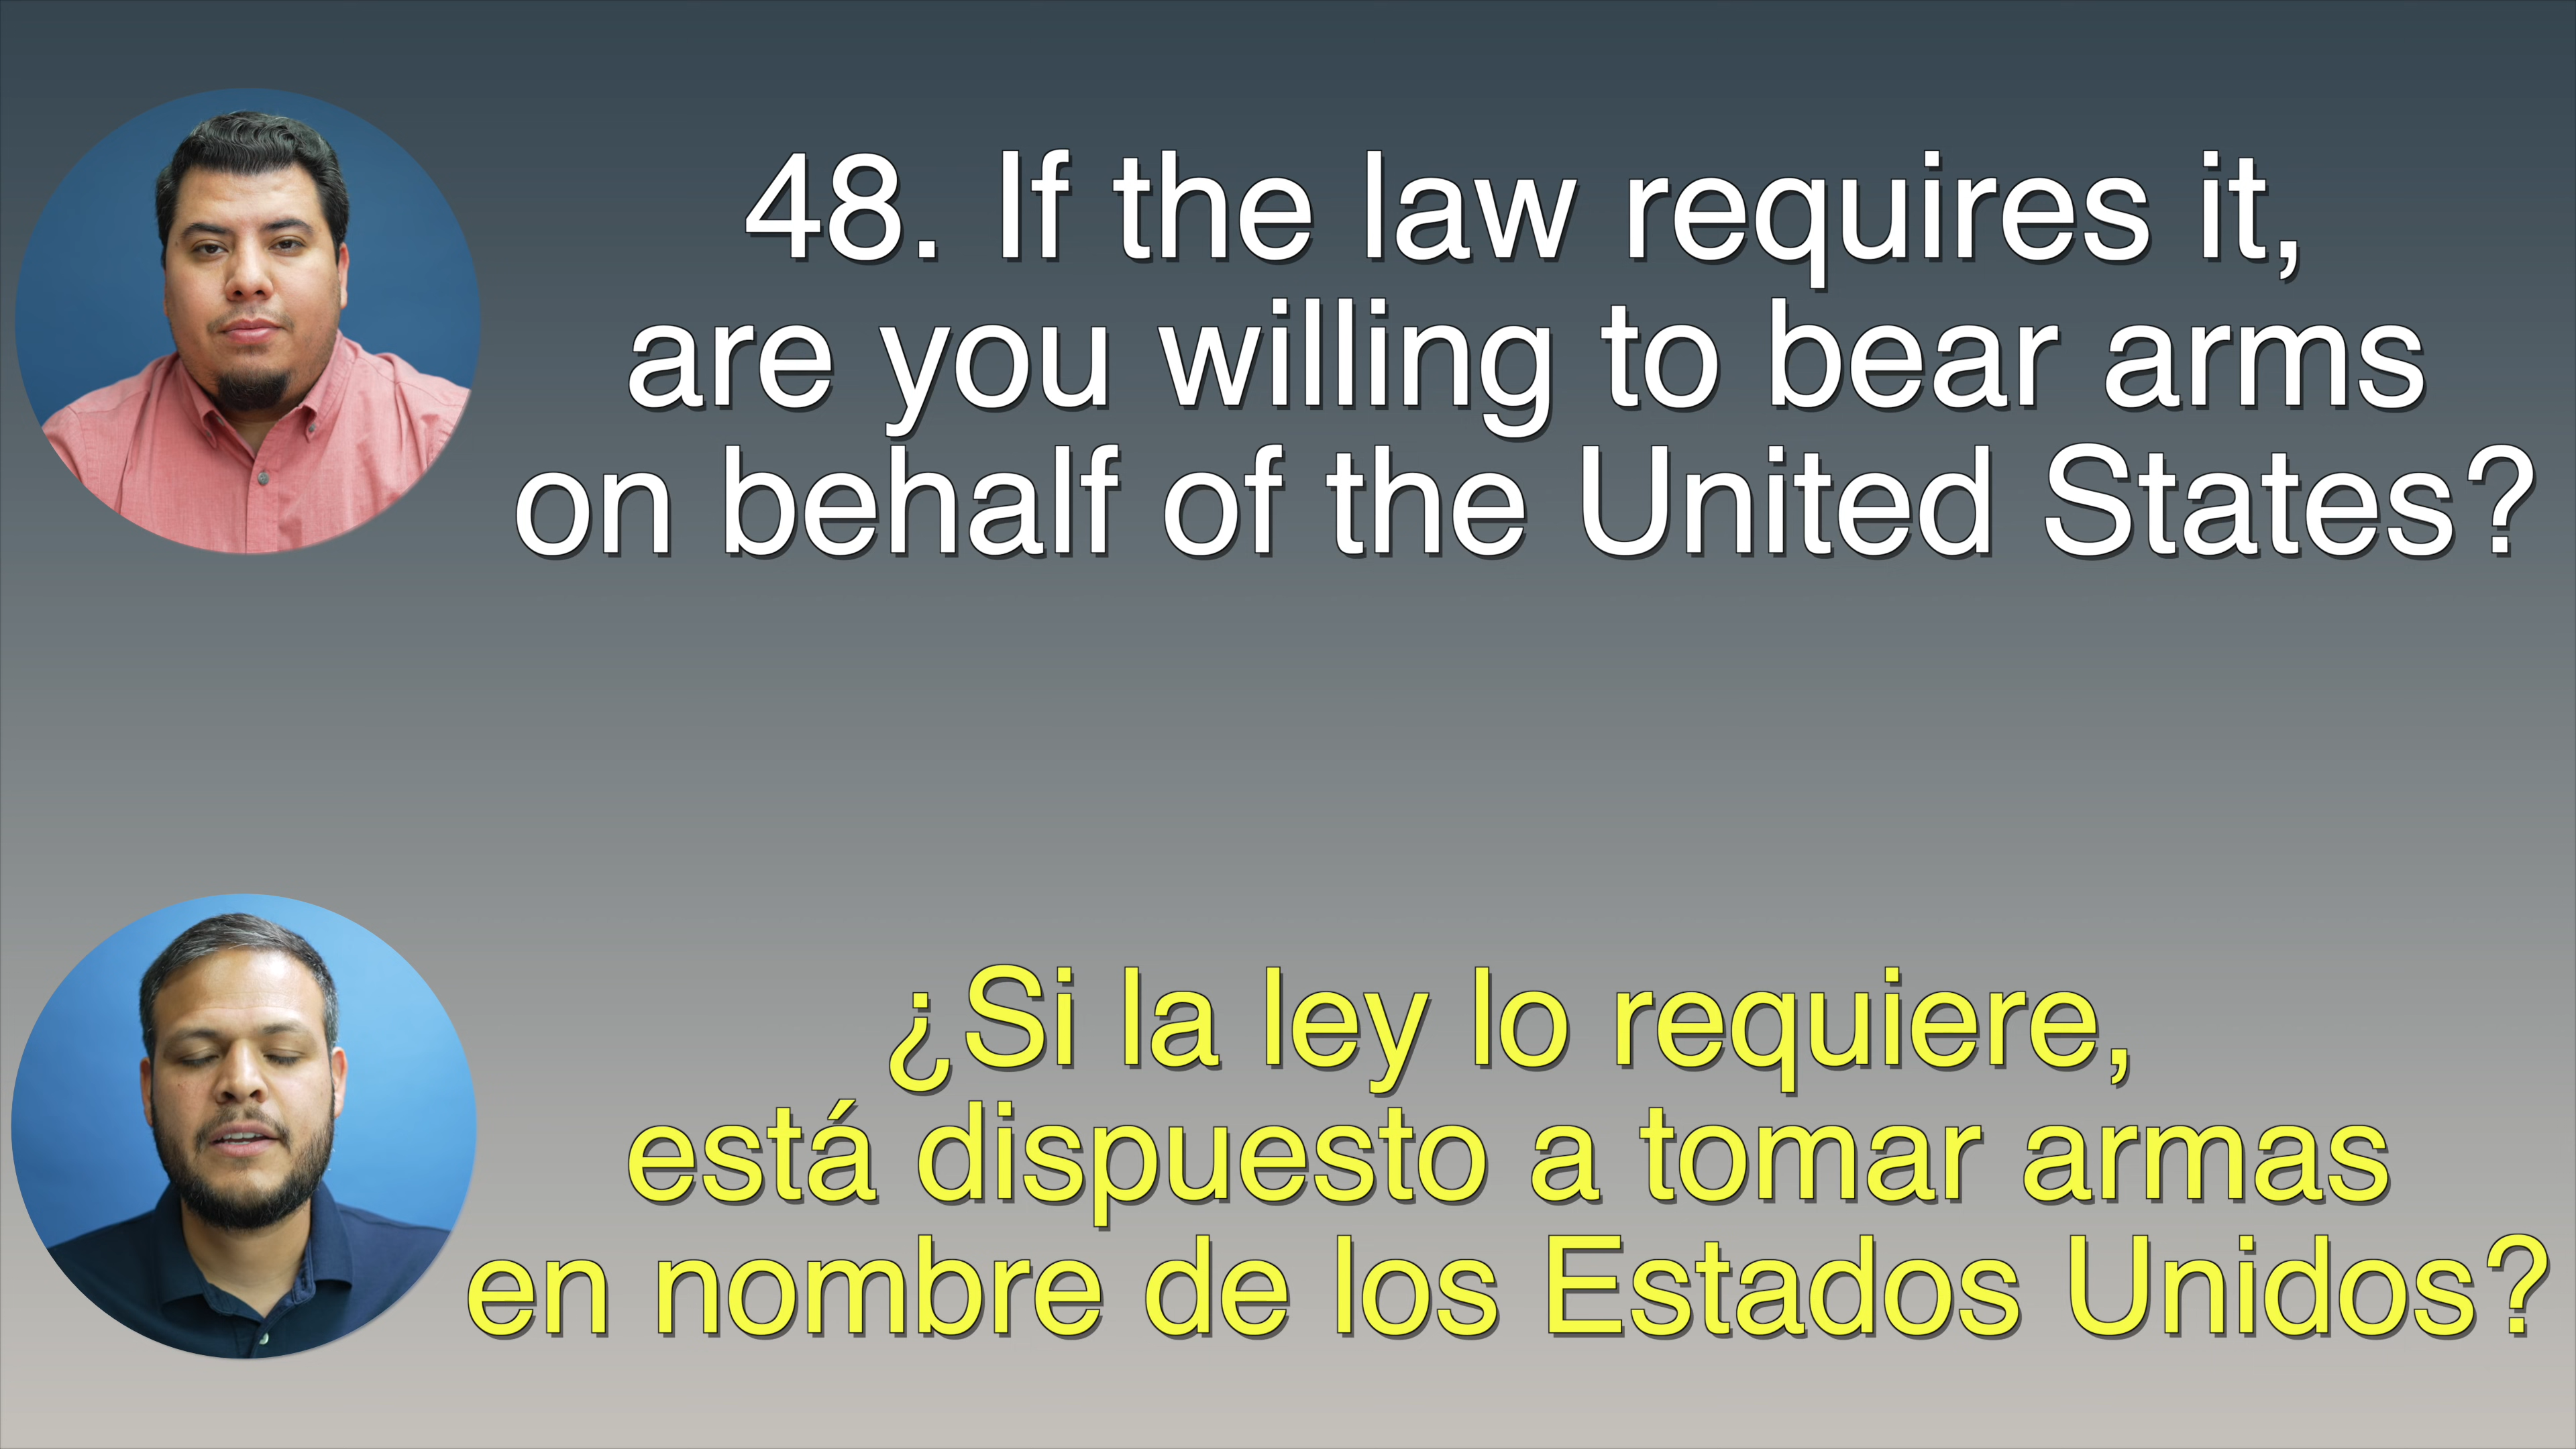 48. If the law requires it,
are you willing to bear arms
on behalf of the United States?
¿Si la ley lo requiere,
está dispuesto a tomar armas
en nombre de los Estados Unidos?